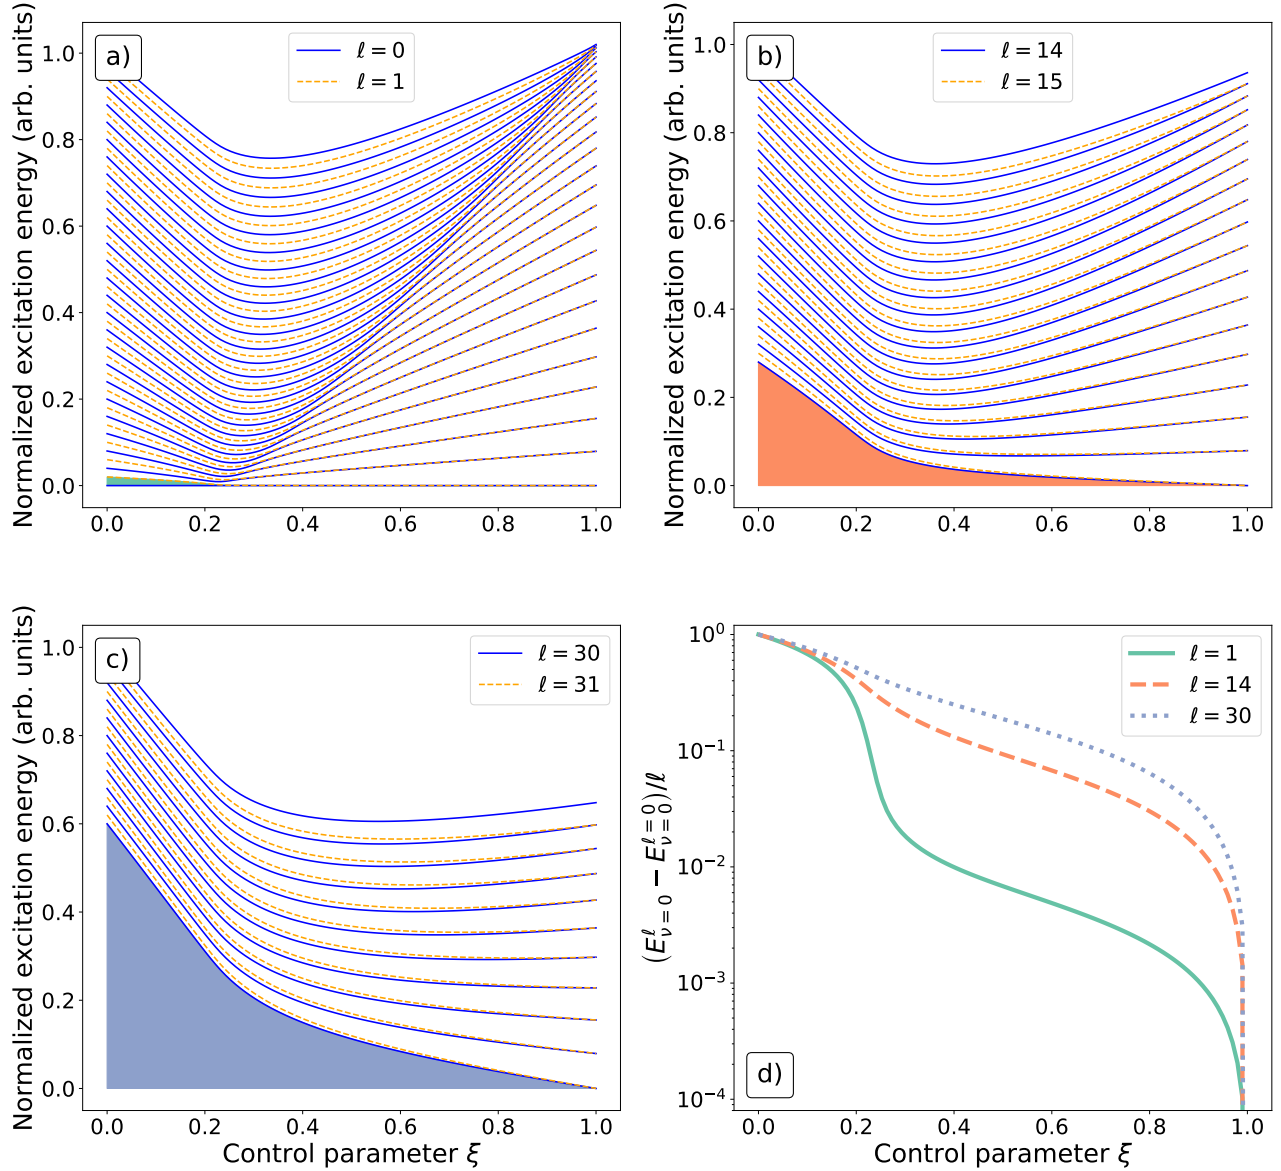 a)
ℓ = 0
ℓ = 1
Normalized excitation energy (arb. units)
1.0
0.8
0.6
0.4
0.2
0.0
0.0 0.2 0.4 0.6 0.8 1.0
b)
ℓ = 14
ℓ = 15
Normalized excitation energy (arb. units)
1.0
0.8
0.6
0.4
0.2
0.0
0.0 0.2 0.4 0.6 0.8 1.0
c)
ℓ = 30
ℓ = 31
Normalized excitation energy (arb. units)
1.0
0.8
0.6
0.4
0.2
0.0
0.0 0.2 0.4 0.6 0.8 1.0
Control parameter ξ
d)
ℓ = 1
ℓ = 14
ℓ = 30
(E^ℓ_{ν=0} − E^{ℓ=0}_{ν=0})/ℓ
10⁰
10⁻¹
10⁻²
10⁻³
10⁻⁴
0.0 0.2 0.4 0.6 0.8 1.0
Control parameter ξ